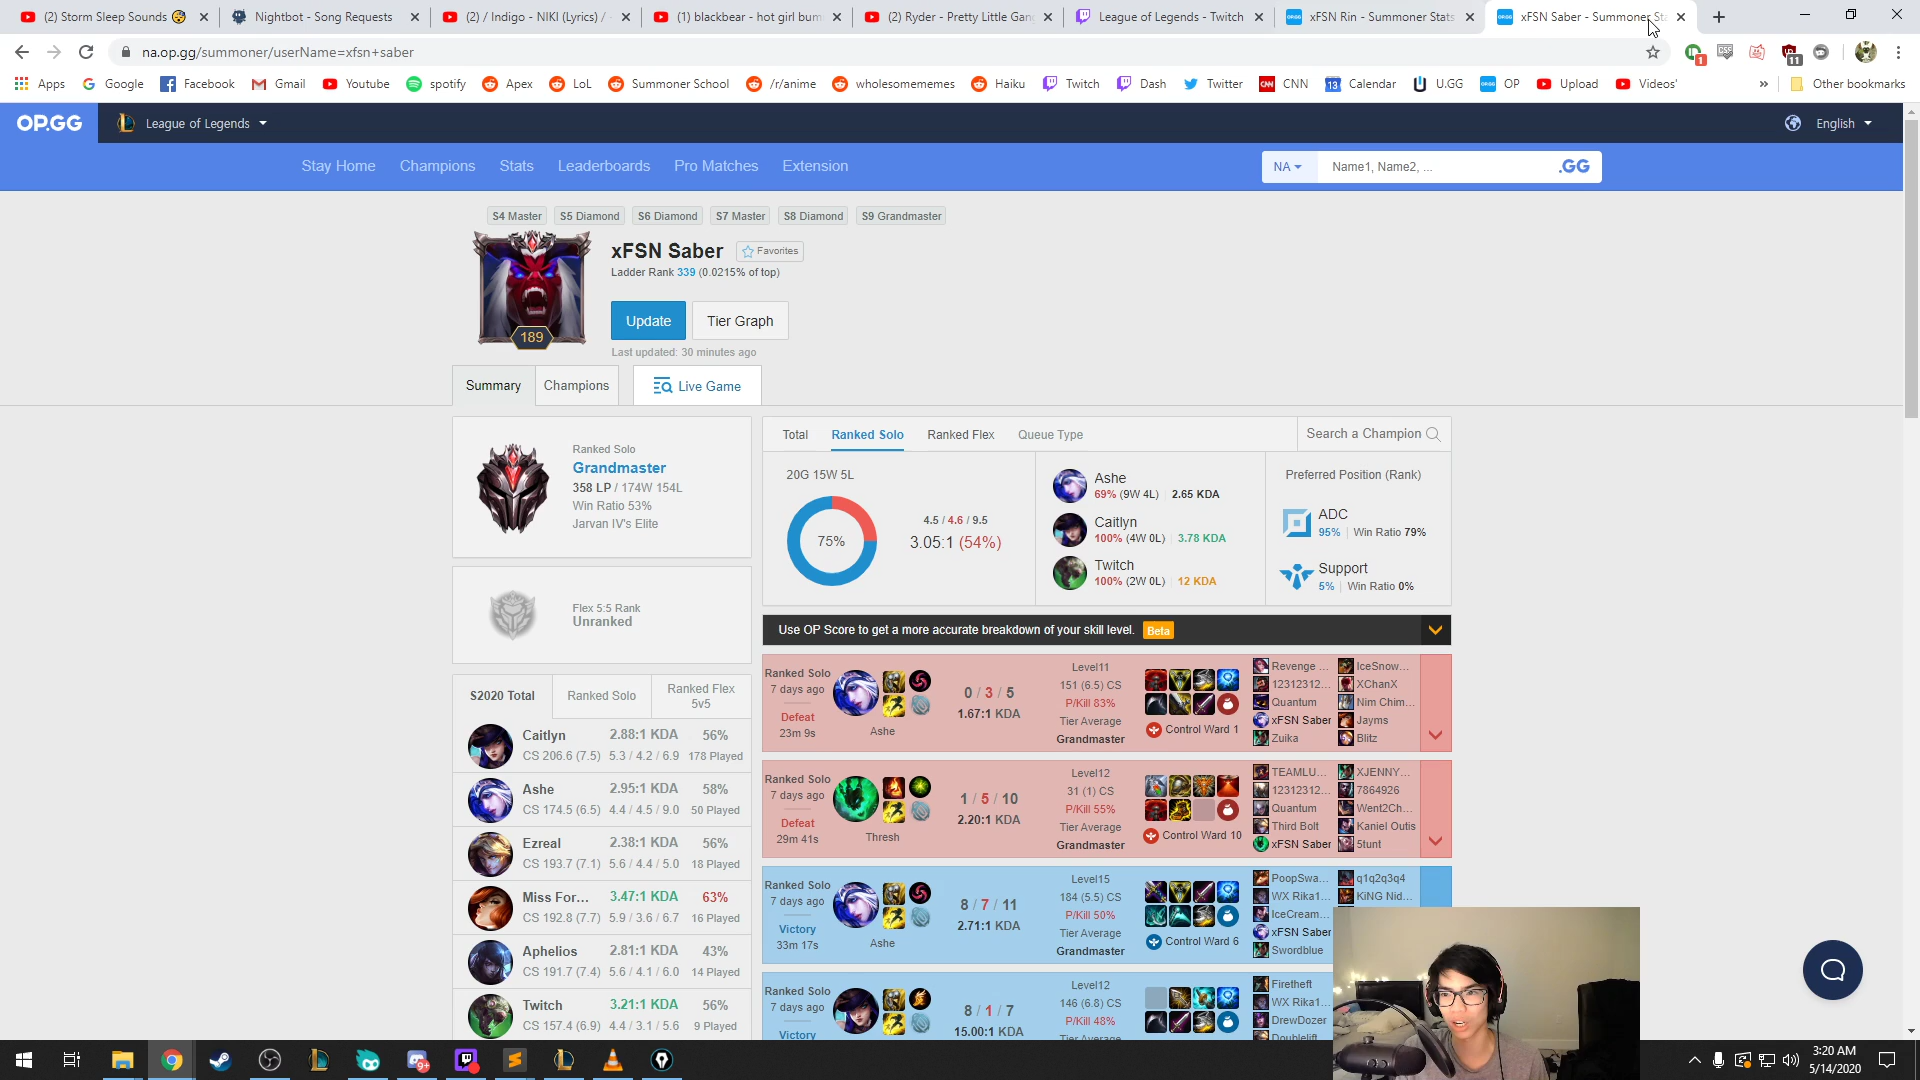 (2) Storm Sleep Sounds
Nightbot - Song Requests
(2) / Indigo - NIKI (Lyrics) /
(1) blackbear - hot girl bum
(2) Ryder - Pretty Little Gan
League of Legends - Twitch
xFSN Rin - Summoner Stats
xFSN Saber - Summoner St
na.op.gg/summoner/userName=xfsn+saber
1
11
Apps
Google
Facebook
Gmail
Youtube
spotify
Apex
LoL
Summoner School
/r/anime
wholesomememes
Haiku
Twitch
Dash
Twitter
CNN
Calendar
U.GG
OP
Upload
Videos'
»
Other bookmarks
OP.GG
League of Legends
English
Stay Home
Champions
Stats
Leaderboards
Pro Matches
Extension
NA
Name1, Name2, ...
.GG
S4 Master
S5 Diamond
S6 Diamond
S7 Master
S8 Diamond
S9 Grandmaster
xFSN Saber
Favorites
Ladder Rank 339 (0.0215% of top)
189
Update
Tier Graph
Last updated: 30 minutes ago
Summary
Champions
Live Game
Ranked Solo
Grandmaster
358 LP / 174W 154L
Win Ratio 53%
Jarvan IV's Elite
Flex 5:5 Rank
Unranked
S2020 Total
Ranked Solo
Ranked Flex
5v5
Caitlyn 2.88:1 KDA 56%
CS 206.6 (7.5) 5.3 / 4.2 / 6.9 178 Played
Ashe 2.95:1 KDA 58%
CS 174.5 (6.5) 4.4 / 4.5 / 9.0 50 Played
Ezreal 2.38:1 KDA 56%
CS 193.7 (7.1) 5.6 / 4.4 / 5.0 18 Played
Miss For... 3.47:1 KDA 63%
CS 192.8 (7.7) 5.9 / 3.6 / 6.7 16 Played
Aphelios 2.81:1 KDA 43%
CS 191.7 (7.4) 5.6 / 4.1 / 6.0 14 Played
Twitch 3.21:1 KDA 56%
CS 157.4 (6.9) 4.4 / 3.1 / 5.6 9 Played
Total
Ranked Solo
Ranked Flex
Queue Type
Search a Champion
20G 15W 5L
75%
4.5 / 4.6 / 9.5
3.05:1 (54%)
Ashe
69% (9W 4L) 2.65 KDA
Caitlyn
100% (4W 0L) 3.78 KDA
Twitch
100% (2W 0L) 12 KDA
Preferred Position (Rank)
ADC
95% Win Ratio 79%
Support
5% Win Ratio 0%
Use OP Score to get a more accurate breakdown of your skill level. Beta
Ranked Solo
7 days ago
Defeat
23m 9s
Ashe
0 / 3 / 5
1.67:1 KDA
Level11
151 (6.5) CS
P/Kill 83%
Tier Average
Grandmaster
Control Ward 1
Revenge ...
12312312...
Quantum
xFSN Saber
Zuika
IceSnow...
XChanX
Nim Chim...
Jayms
Blitz
Ranked Solo
7 days ago
Defeat
29m 41s
Thresh
1 / 5 / 10
2.20:1 KDA
Level12
31 (1) CS
P/Kill 55%
Tier Average
Grandmaster
Control Ward 10
TEAMLU...
12312312...
Quantum
Third Bolt
xFSN Saber
XJENNY...
7864926
Went2Ch...
Kaniel Outis
5tunt
Ranked Solo
7 days ago
Victory
33m 17s
Ashe
8 / 7 / 11
2.71:1 KDA
Level15
184 (5.5) CS
P/Kill 50%
Tier Average
Grandmaster
Control Ward 6
PoopSwa...
WX Rika1...
IceCream...
xFSN Saber
Swordblue
q1q2q3q4
KiNG Nid...
Ranked Solo
7 days ago
Victory
8 / 1 / 7
15.00:1 KDA
Level12
146 (6.8) CS
P/Kill 48%
Tier Average
Firetheft
WX Rika1...
DrewDozer
Doublelift
9+
3:20 AM
5/14/2020